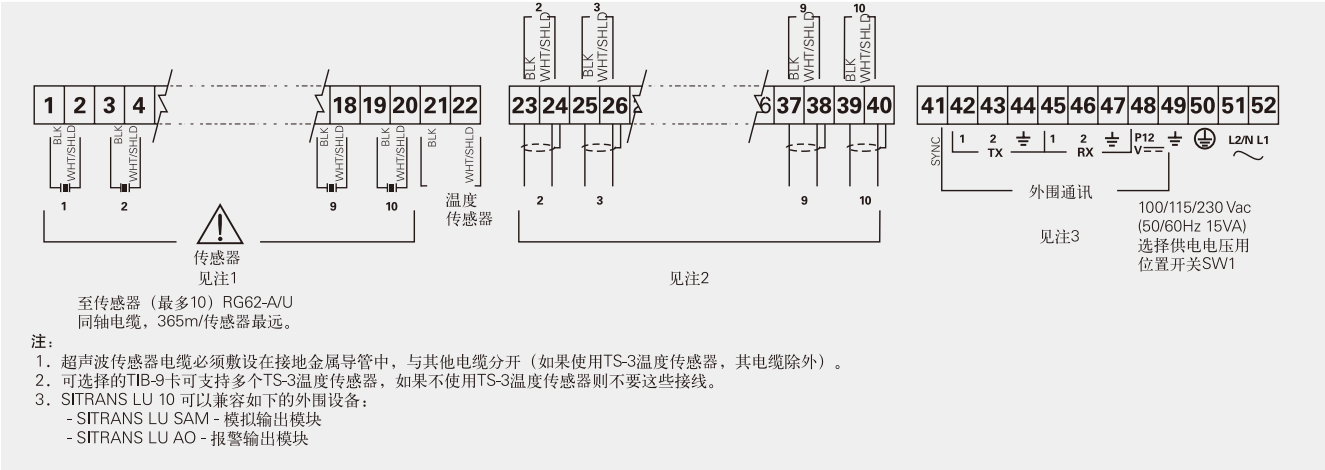 2 3 9 10
BLK WHT/SHLD BLK WHT/SHLD BLK WHT/SHLD BLK WHT/SHLD
1 2 3 4 18 19 20 21 22 23 24 25 26 6 37 38 39 40 41 42 43 44 45 46 47 48 49 50 51 52
BLK WHT/SHLD BLK WHT/SHLD WHT/SHLD BLK WHT/SHLD BLK WHT/SHLD
SYNC 1 2 1 2 P12 L2/N L1
TX RX V
1 2 9 10
温度
传感器
2 3 9 10
外围通讯
传感器
见注1
见注2
见注3
100/115/230 Vac
(50/60Hz 15VA)
选择供电电压用
位置开关SW1
至传感器（最多10）RG62-A/U
同轴电缆，365m/传感器最远。
注：
1．超声波传感器电缆必须敷设在接地金属导管中，与其他电缆分开（如果使用TS-3温度传感器，其电缆除外）。
2．可选择的TIB-9卡可支持多个TS-3温度传感器，如果不使用TS-3温度传感器则不要这些接线。
3．SITRANS LU 10 可以兼容如下的外围设备：
- SITRANS LU SAM - 模拟输出模块
- SITRANS LU AO - 报警输出模块